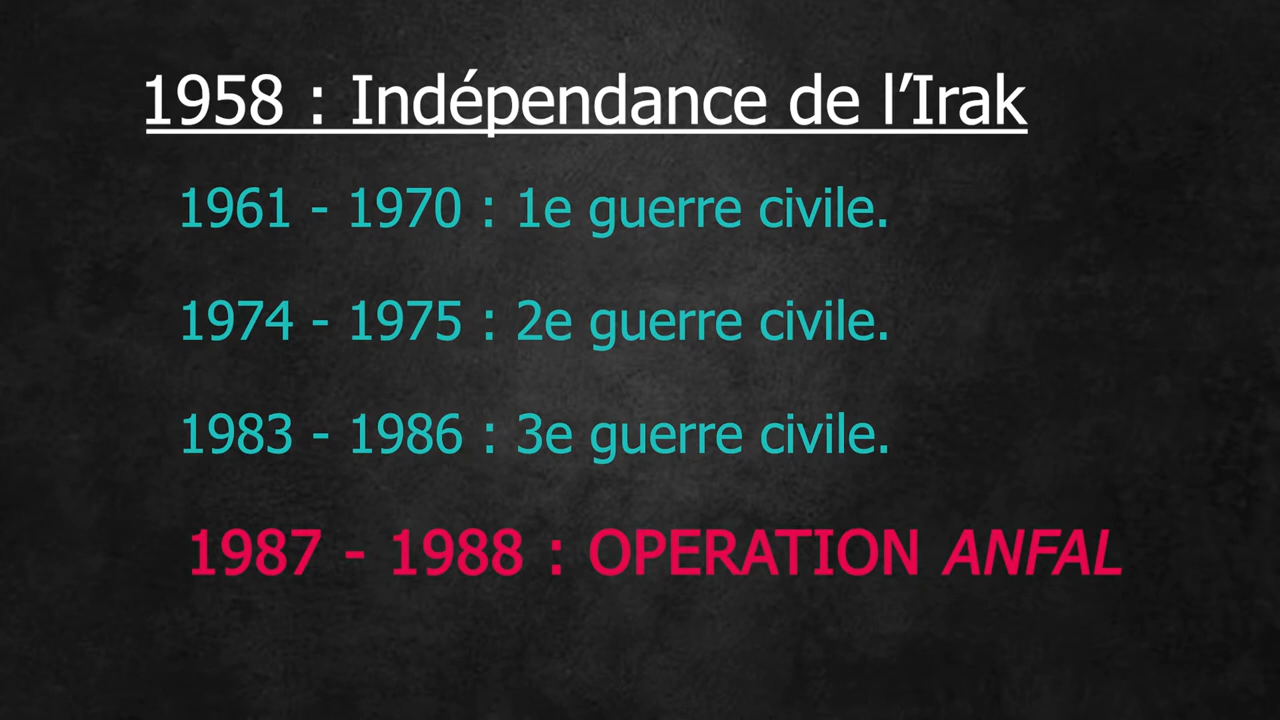 1958 : Indépendance de l’Irak
1961 - 1970 : 1e guerre civile.
1974 - 1975 : 2e guerre civile.
1983 - 1986 : 3e guerre civile.
1987 - 1988 : OPERATION ANFAL